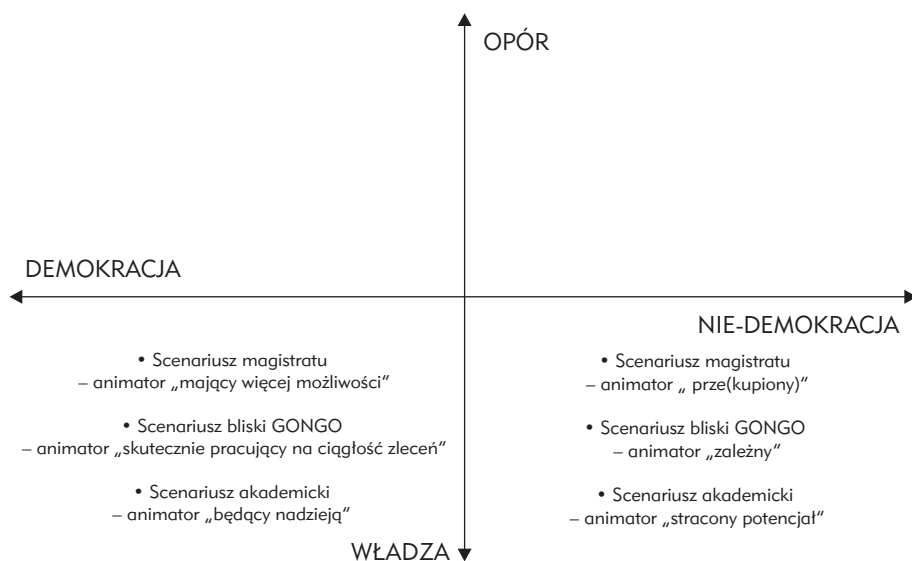 OPÓR
DEMOKRACJA
NIE-DEMOKRACJA
• Scenariusz magistratu
– animator „mający więcej możliwości“
• Scenariusz bliski GONGO
– animator „skutecznie pracujący na ciągłość zleceń“
• Scenariusz akademicki
– animator „będący nadzieją“
• Scenariusz magistratu
– animator „ prze(kupiony)“
• Scenariusz bliski GONGO
– animator „zależny“
• Scenariusz akademicki
– animator „stracony potencjał“
WŁADZA